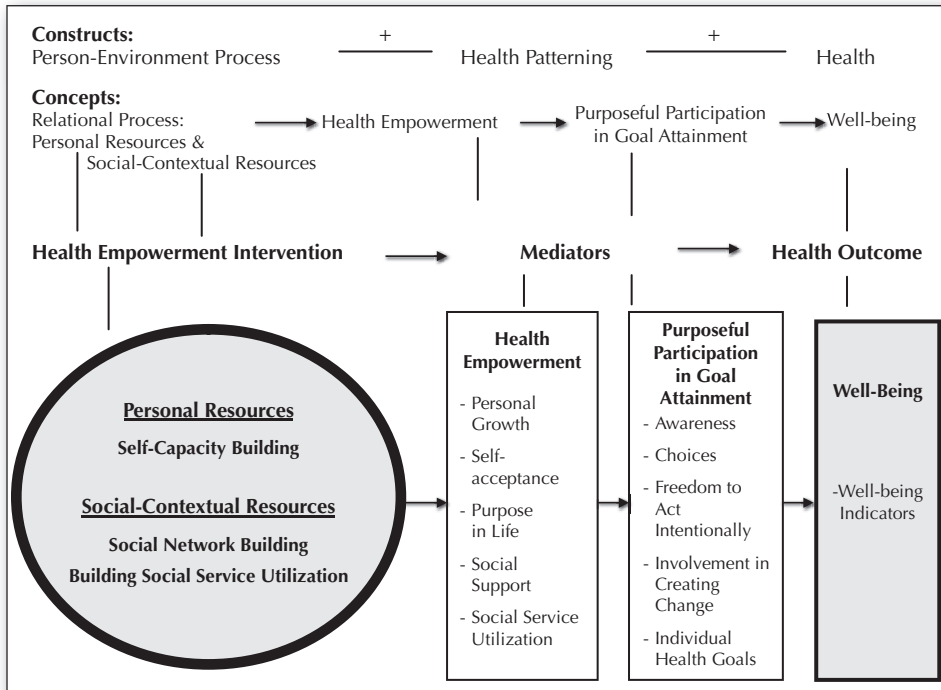 Constructs:
Person-Environment Process
+
Health Patterning
+
Health
Concepts:
Relational Process:
Personal Resources &
Social-Contextual Resources
Health Empowerment
Purposeful Participation
in Goal Attainment
Well-being
Health Empowerment Intervention
Mediators
Health Outcome
Personal Resources
Self-Capacity Building
Social-Contextual Resources
Social Network Building
Building Social Service Utilization
Health
Empowerment
- Personal
Growth
- Self-
acceptance
- Purpose
in Life
- Social
Support
- Social Service
Utilization
Purposeful
Participation
in Goal
Attainment
- Awareness
- Choices
- Freedom to
Act
Intentionally
- Involvement in
Creating
Change
- Individual
Health Goals
Well-Being
-Well-being
Indicators